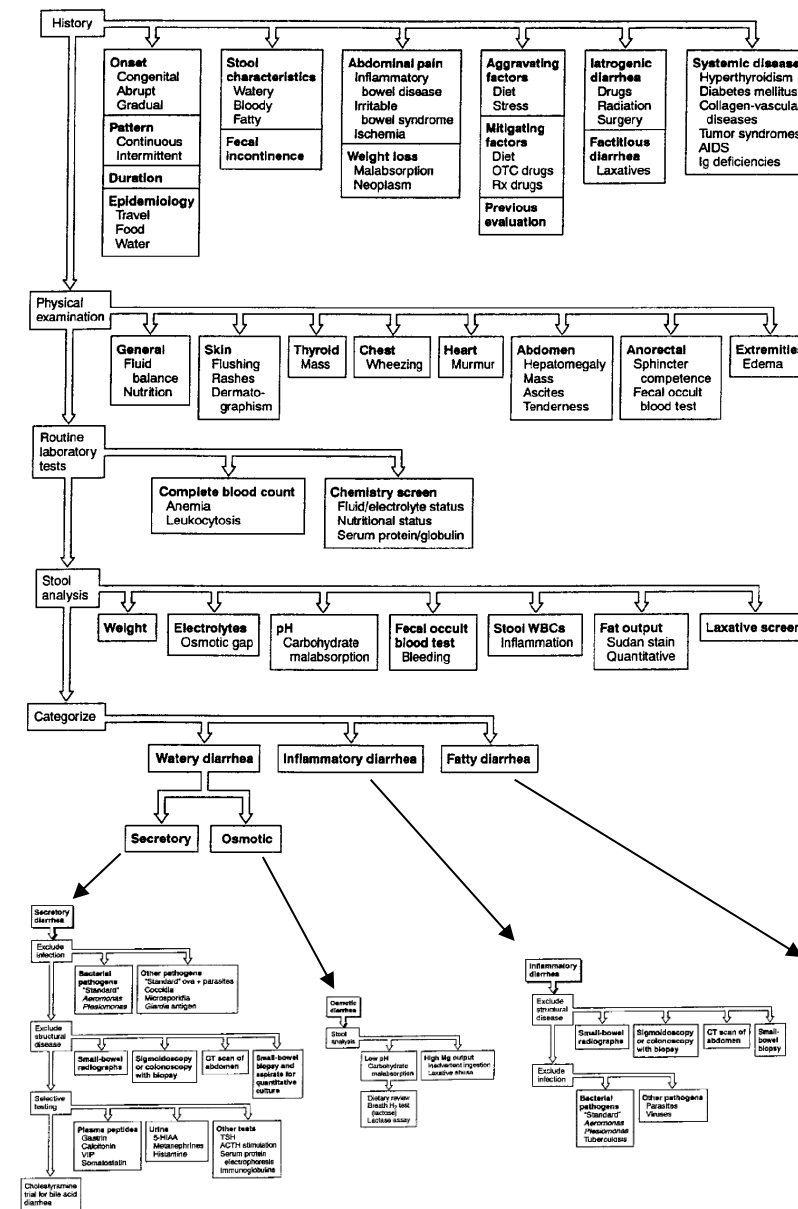 History
Onset
Congenital
Abrupt
Gradual
Pattern
Continuous
Intermittent
Duration
Epidemiology
Travel
Food
Water
Stool
characteristics
Watery
Bloody
Fatty
Fecal
incontinence
Abdominal pain
Inflammatory
bowel disease
Irritable
bowel syndrome
Ischemia
Weight loss
Malabsorption
Neoplasm
Aggravating
factors
Diet
Stress
Mitigating
factors
Diet
OTC drugs
Rx drugs
Previous
evaluation
Iatrogenic
diarrhea
Drugs
Radiation
Surgery
Factitious
diarrhea
Laxatives
Systemic disease
Hyperthyroidism
Diabetes mellitus
Collagen-vascula
diseases
Tumor syndromes
AIDS
Ig deficiencies
Physical
examination
General
Fluid
balance
Nutrition
Skin
Flushing
Rashes
Dermato-
graphism
Thyroid
Mass
Chest
Wheezing
Heart
Murmur
Abdomen
Hepatomegaly
Mass
Ascites
Tenderness
Anorectal
Sphincter
competence
Fecal occult
blood test
Extremitie
Edema
Routine
laboratory
tests
Complete blood count
Anemia
Leukocytosis
Chemistry screen
Fluid/electrolyte status
Nutritional status
Serum protein/globulin
Stool
analysis
Weight
Electrolytes
Osmotic gap
pH
Carbohydrate
malabsorption
Fecal occult
blood test
Bleeding
Stool WBCs
Inflammation
Fat output
Sudan stain
Quantitative
Laxative screen
Categorize
Watery diarrhea
Inflammatory diarrhea
Fatty diarrhea
Secretory
Osmotic
Secretory
diarrhea
Exclude
infection
Bacterial
pathogens
"Standard"
Aeromonas
Plesiomonas
Other pathogens
"Standard" ova + parasites
Coccidia
Microsporidia
Giardia antigen
Exclude
structural
disease
Small-bowel
radiographs
Sigmoidoscopy
or colonoscopy
with biopsy
CT scan of
abdomen
Small-bowel
biopsy and
aspirate for
quantitative
culture
Selective
testing
Plasma peptides
Gastrin
Calcitonin
VIP
Somatostatin
Urine
5-HIAA
Metanephrines
Histamine
Other tests
TSH
ACTH stimulation
Serum protein
electrophoresis
Immunoglobulins
Cholestyramine
trial for bile acid
diarrhea
Osmotic
diarrhea
Stool
analysis
Low pH
Carbohydrate
malabsorption
High Mg output
Inadvertent ingestion
Laxative abuse
Dietary review
Breath H2 test
(lactose)
Lactase assay
Inflammatory
diarrhea
Exclude
structural
disease
Small-bowel
radiographs
Sigmoidoscopy
or colonoscopy
with biopsy
CT scan of
abdomen
Small-
bowel
biopsy
Exclude
infection
Bacterial
pathogens
"Standard"
Aeromonas
Plesiomonas
Tuberculosis
Other pathogens
Parasites
Viruses